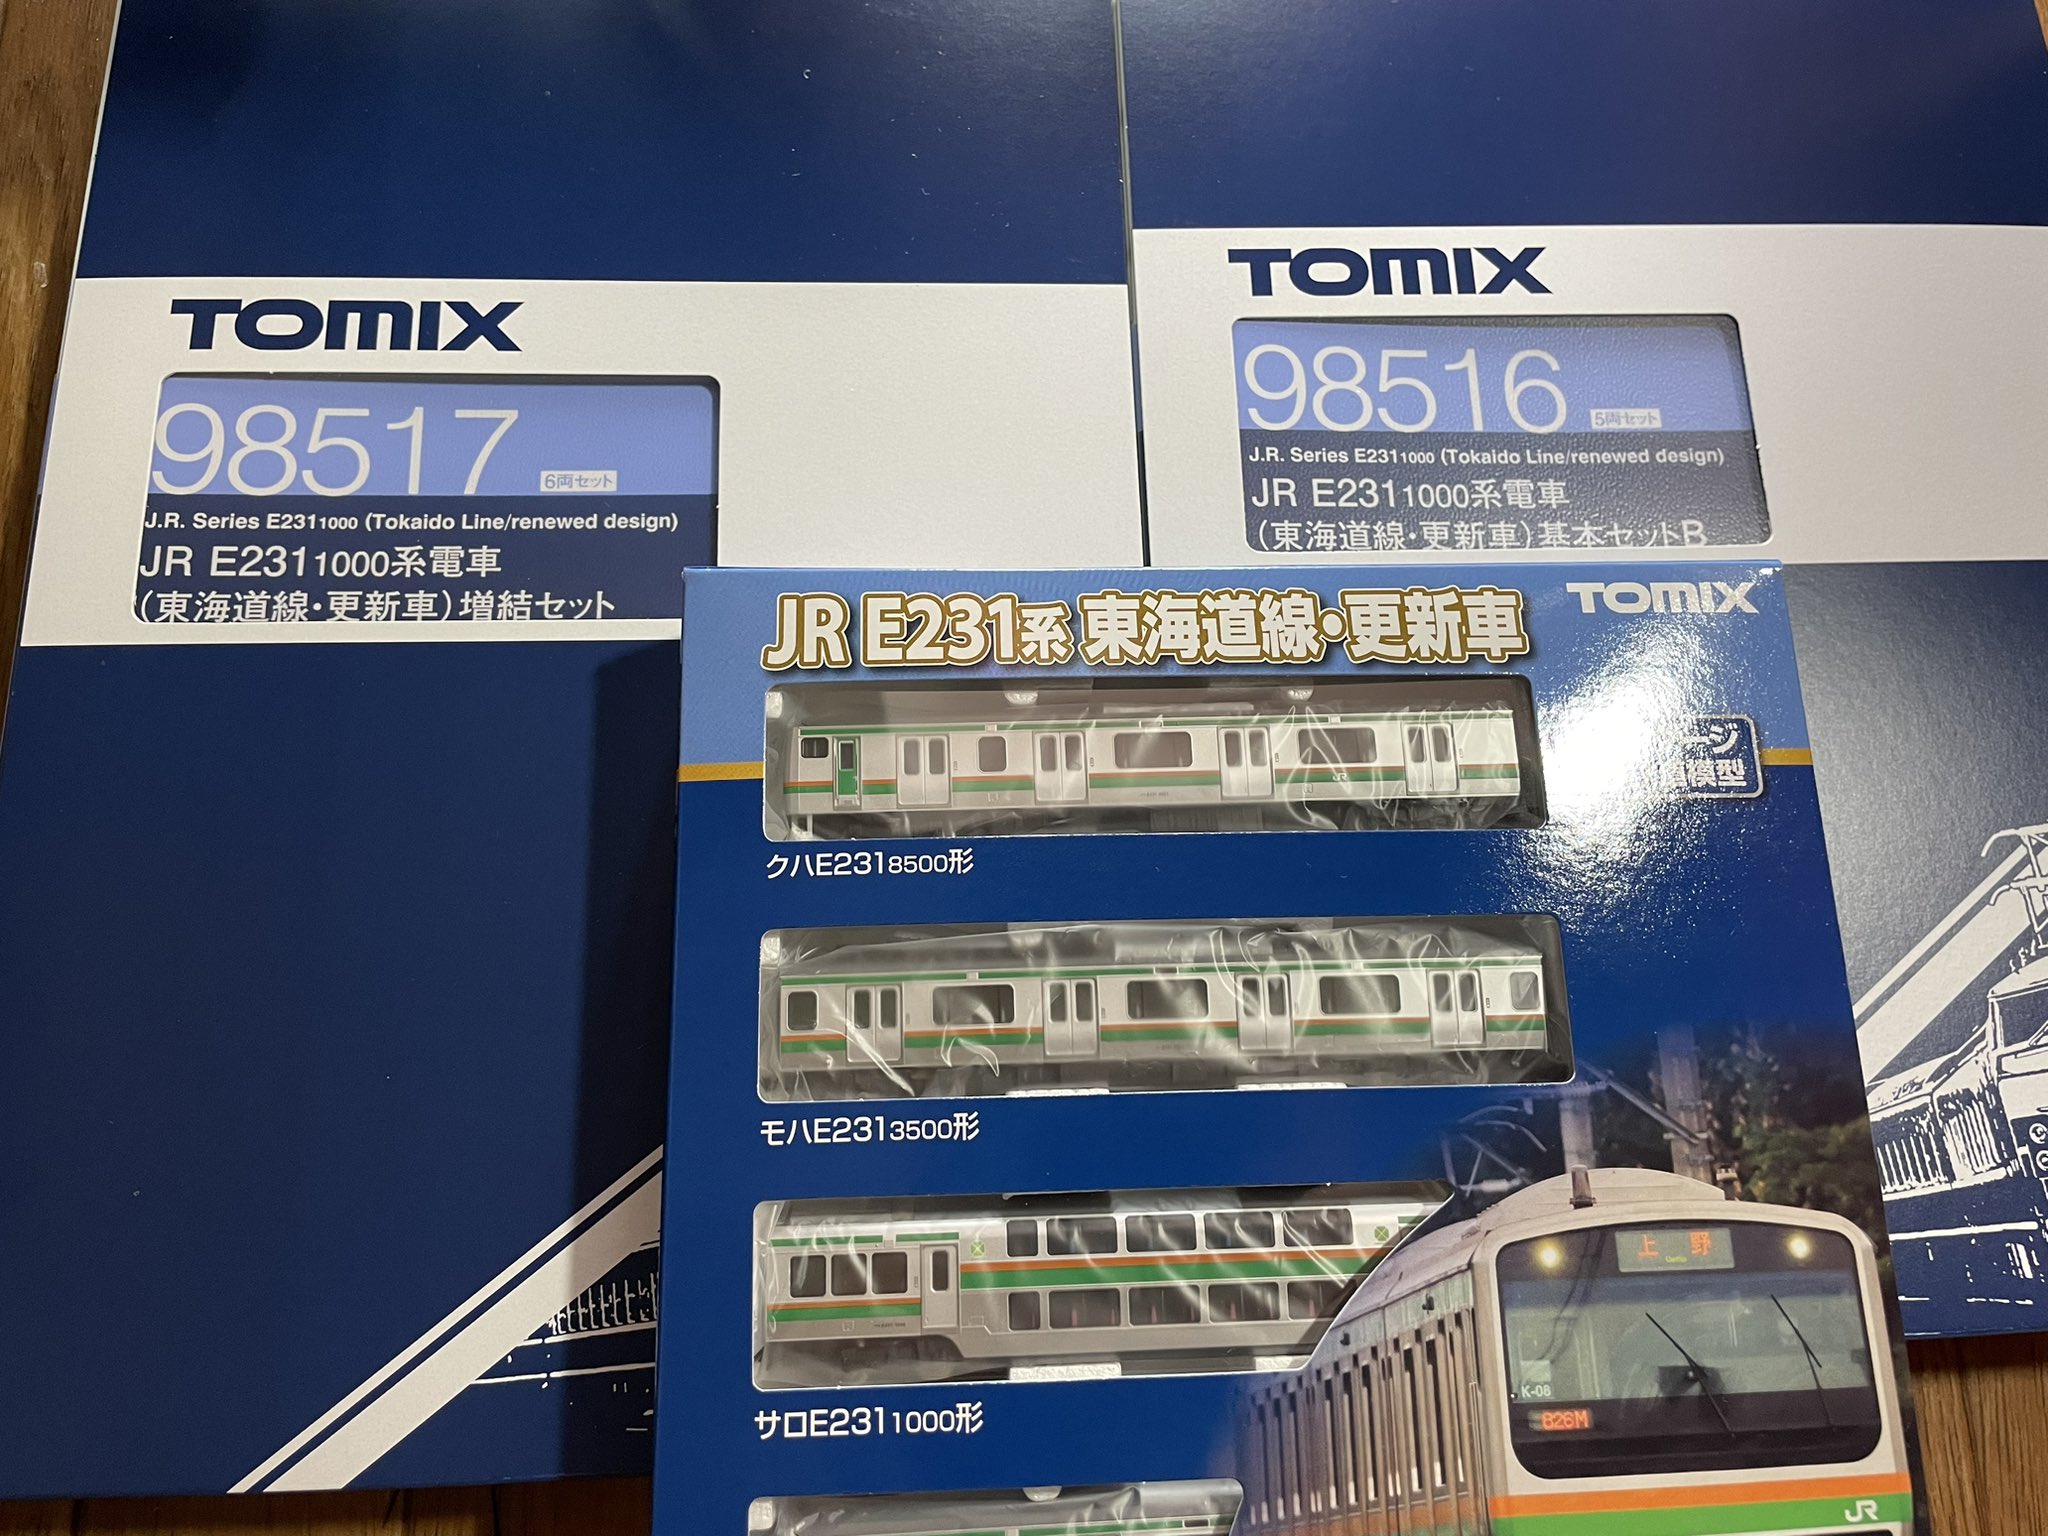 TOMIX
98517 6両セット
J.R. Series E231 1000 (Tokaido Line/renewed design)
JR E231 1000系電車
(東海道線・更新車)増結セット
TOMIX
98516 5両セット
J.R. Series E231 1000 (Tokaido Line/renewed design)
JR E231 1000系電車
(東海道線・更新車)基本セットB
JR E231系 東海道線・更新車
TOMIX
ージ
模型
クハE231 8500形
モハE231 3500形
サロE231 1000形
上野
Ueno
K-08
826M
JR
JR